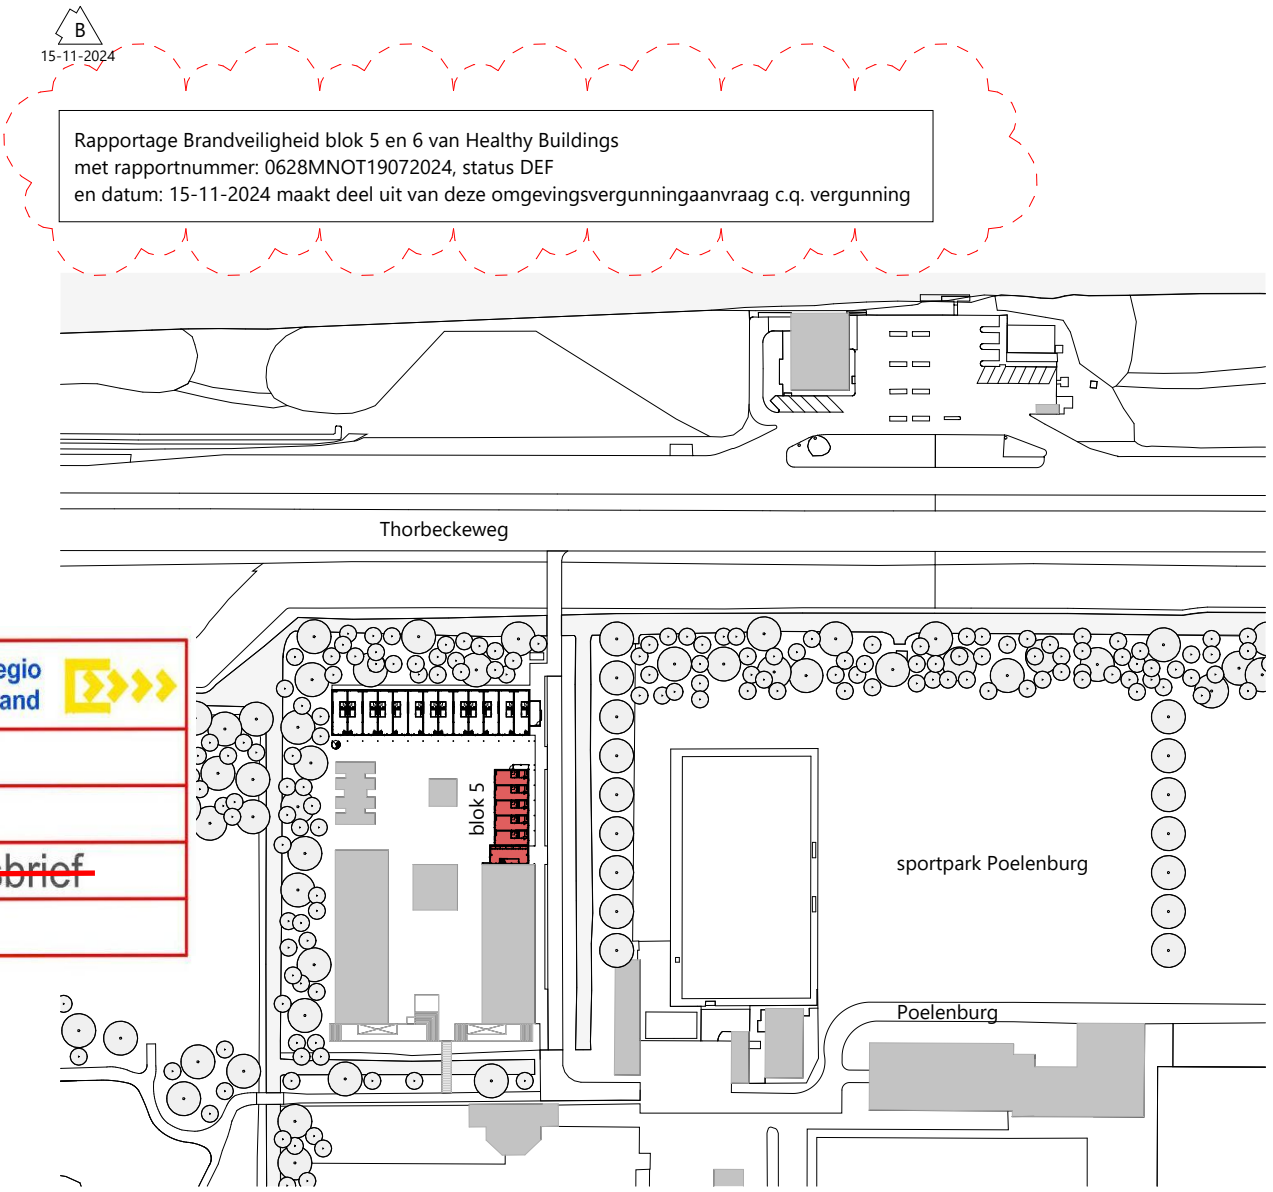 B
15-11-2024
Rapportage Brandveiligheid blok 5 en 6 van Healthy Buildings
met rapportnummer: 0628MNOT19072024, status DEF
en datum: 15-11-2024 maakt deel uit van deze omgevingsvergunningaanvraag c.q. vergunning
Thorbeckeweg
egio
and
blok 5
sbrief
sportpark Poelenburg
Poelenburg